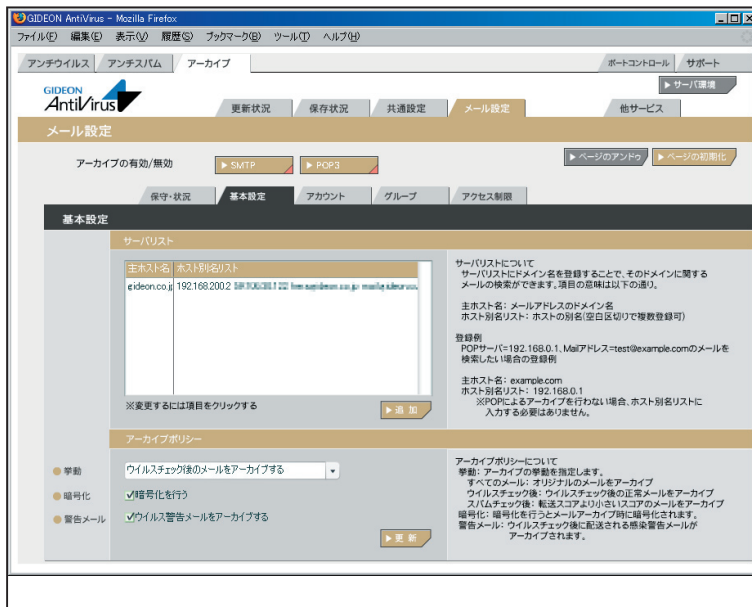 GIDEON AntiVirus - Mozilla Firefox
ファイル(F) 編集(E) 表示(V) 履歴(S) ブックマーク(B) ツール(T) ヘルプ(H)
アンチウイルス アンチスパム アーカイブ ポートコントロール サポート
GIDEON
AntiVirus
サーバ環境
更新状況 保存状況 共通設定 メール設定 他サービス
メール設定
アーカイブの有効/無効 SMTP POP3 ページのアンドゥ ページの初期化
保守・状況 基本設定 アカウント グループ アクセス制限
基本設定
サーバリスト
主ホスト名 ホスト別名リスト
gideon.co.jp 192.168.200.2
※変更するには項目をクリックする
追 加
サーバリストについて
サーバリストにドメイン名を登録することで、そのドメインに関する
メールの検索ができます。項目の意味は以下の通り。
主ホスト名: メールアドレスのドメイン名
ホスト別名リスト: ホストの別名(空白区切りで複数登録可)
登録例
POPサーバ=192.168.0.1、Mailアドレス=test@example.comのメールを
検索したい場合の登録例
主ホスト名: example.com
ホスト別名リスト: 192.168.0.1
※POPによるアーカイブを行わない場合、ホスト別名リストに
入力する必要はありません。
アーカイブポリシー
挙動 ウイルスチェック後のメールをアーカイブする
暗号化 暗号化を行う
警告メール ウイルス警告メールをアーカイブする
更 新
アーカイブポリシーについて
挙動: アーカイブの挙動を指定します。
すべてのメール: オリジナルのメールをアーカイブ
ウイルスチェック後: ウイルスチェック後の正常メールをアーカイブ
スパムチェック後: 転送スコアより小さいスコアのメールをアーカイブ
暗号化: 暗号化を行うとメールアーカイブ時に暗号化されます。
警告メール: ウイルスチェック後に配送される感染警告メールが
アーカイブされます。